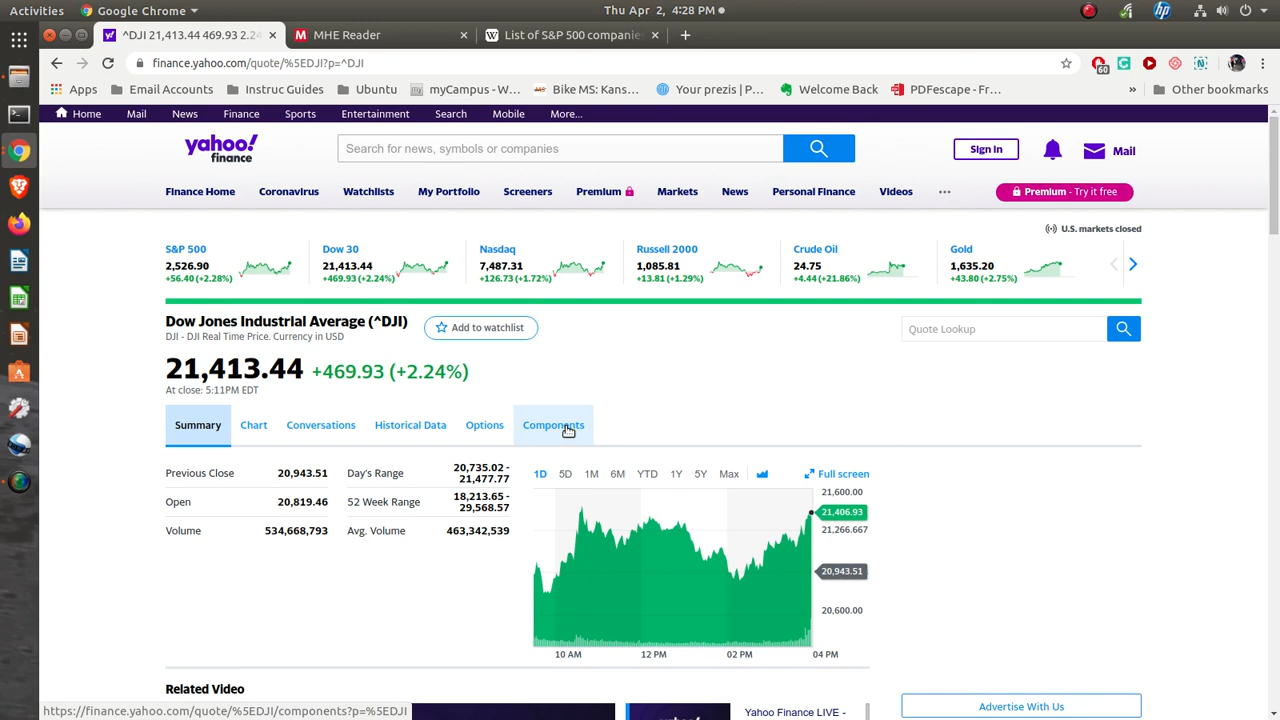 Activities Google Chrome Thu Apr 2, 4:28 PM
^DJI 21,413.44 469.93 2.24 MHE Reader List of S&P 500 companies
finance.yahoo.com/quote/%5EDJI?p=^DJI
60
Apps Email Accounts Instruc Guides Ubuntu myCampus - W... Bike MS: Kans... Your prezis | P... Welcome Back PDFescape - Fr... » Other bookmarks
Home Mail News Finance Sports Entertainment Search Mobile More...
yahoo!
finance
Search for news, symbols or companies
Sign In Mail
Finance Home Coronavirus Watchlists My Portfolio Screeners Premium Markets News Personal Finance Videos Premium - Try it free
U.S. markets closed
S&P 500 Dow 30 Nasdaq Russell 2000 Crude Oil Gold
2,526.90 21,413.44 7,487.31 1,085.81 24.75 1,635.20
+56.40 (+2.28%) +469.93 (+2.24%) +126.73 (+1.72%) +13.81 (+1.29%) +4.44 (+21.86%) +43.80 (+2.75%)
Dow Jones Industrial Average (^DJI) Add to watchlist
DJI - DJI Real Time Price. Currency in USD
Quote Lookup
21,413.44 +469.93 (+2.24%)
At close: 5:11PM EDT
Summary Chart Conversations Historical Data Options Components
Previous Close 20,943.51
Open 20,819.46
Volume 534,668,793
Day's Range 20,735.02 -
21,477.77
52 Week Range 18,213.65 -
29,568.57
Avg. Volume 463,342,539
1D 5D 1M 6M YTD 1Y 5Y Max Full screen
21,600.00
21,406.93
21,266.667
20,943.51
20,600.00
10 AM 12 PM 02 PM 04 PM
Related Video
Yahoo Finance LIVE -
Advertise With Us
https://finance.yahoo.com/quote/%5EDJI/components?p=%5EDJI